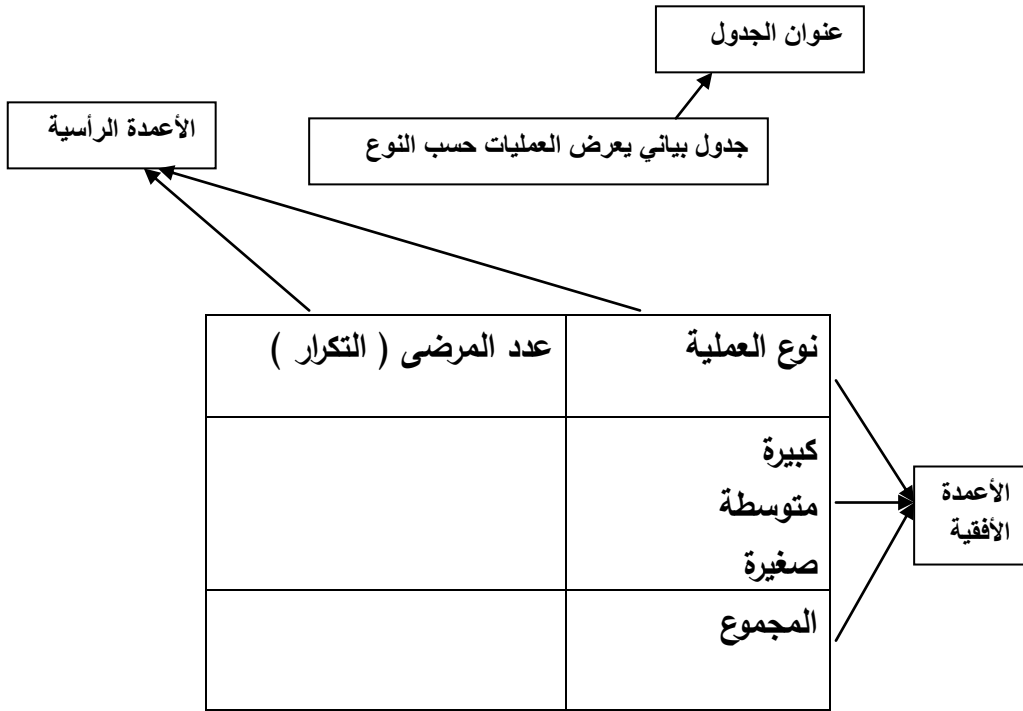 عنوان الجدول
الأعمدة الرأسية
جدول بياني يعرض العمليات حسب النوع
نوع العملية
عدد المرضى ( التكرار )
كبيرة
متوسطة
صغيرة
الأعمدة
الأفقية
المجموع